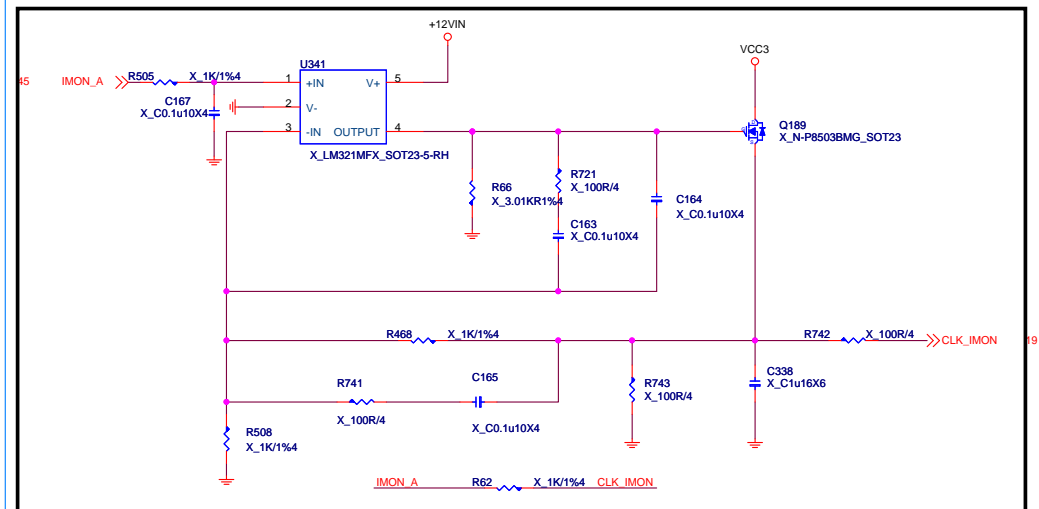 +12VIN
VCC3
45 IMON_A R505 X_1K/1%4
U341
1 +IN V+ 5
2 V-
3 -IN OUTPUT 4
X_LM321MFX_SOT23-5-RH
C167
X_C0.1u10X4
Q189
X_N-P8503BMG_SOT23
R66
X_3.01KR1%4
R721
X_100R/4
C163
X_C0.1u10X4
C164
X_C0.1u10X4
R468 X_1K/1%4
R742 X_100R/4
CLK_IMON 19
R741
X_100R/4
C165
X_C0.1u10X4
R743
X_100R/4
C338
X_C1u16X6
R508
X_1K/1%4
IMON_A R62 X_1K/1%4 CLK_IMON